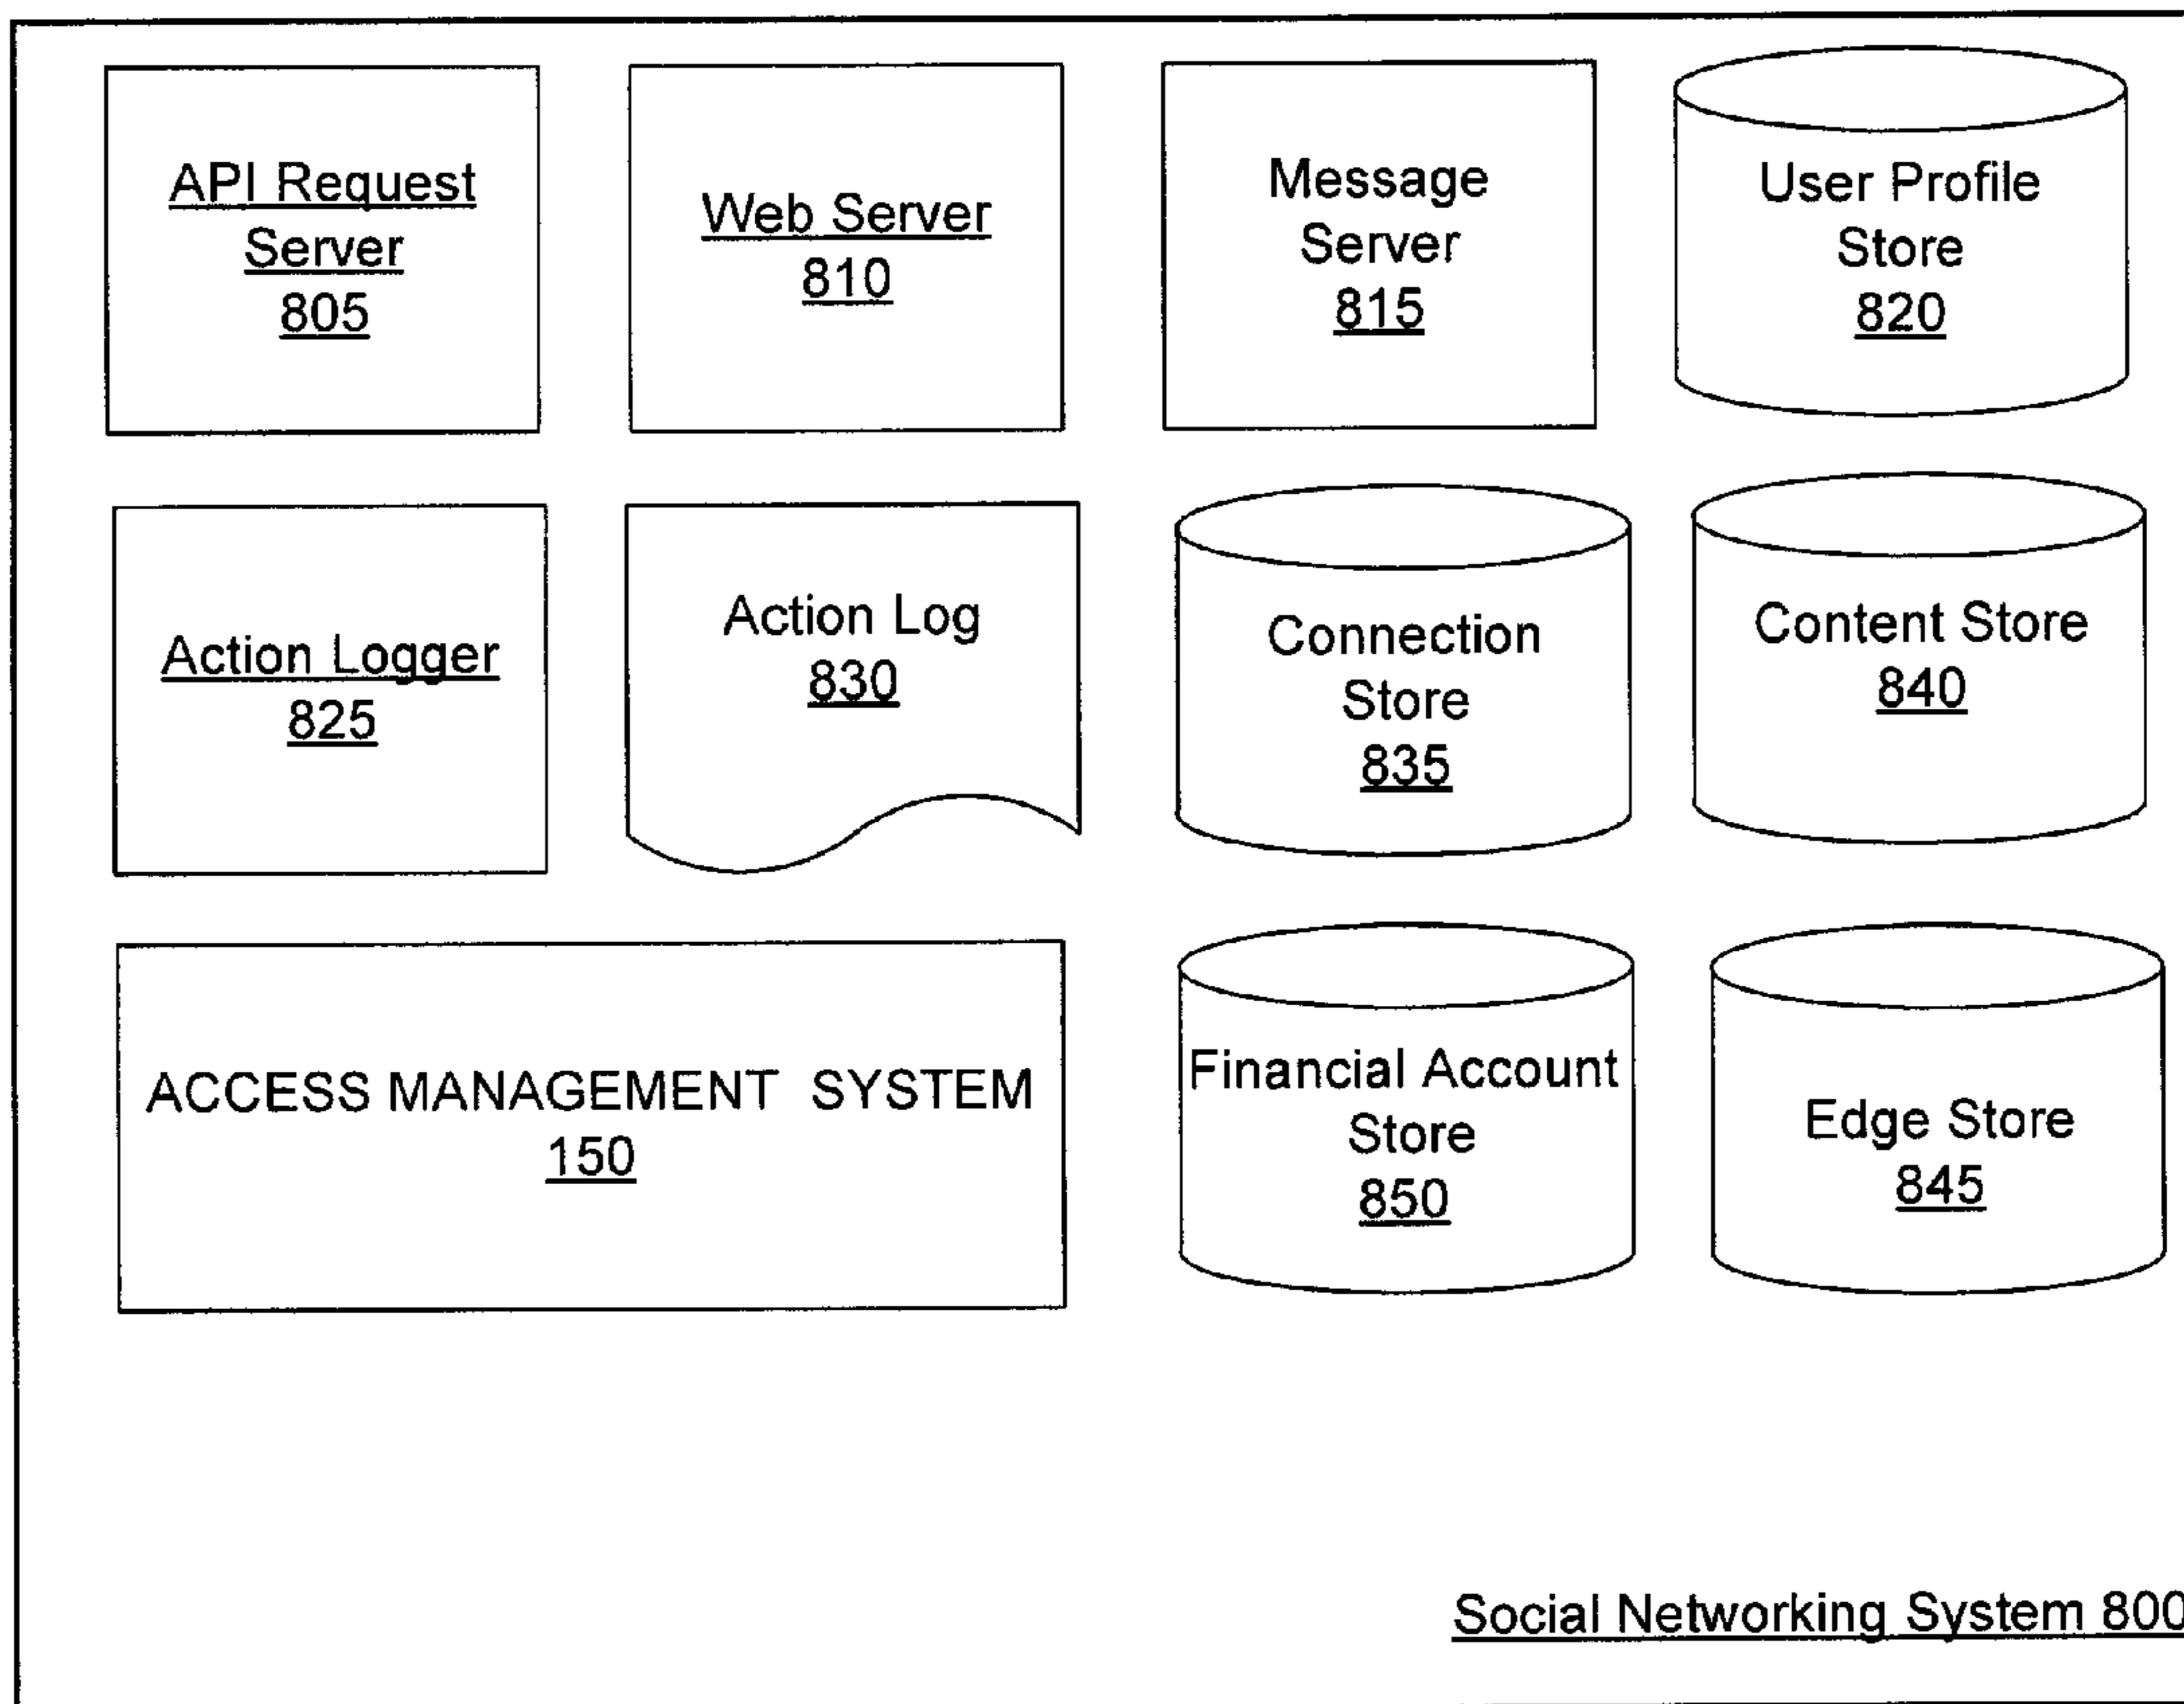 API Request
Server
805
Web Server
810
Message
Server
815
User Profile
Store
820
Action Logger
825
Action Log
830
Connection
Store
835
Content Store
840
ACCESS MANAGEMENT SYSTEM
150
Financial Account
Store
850
Edge Store
845
Social Networking System 800